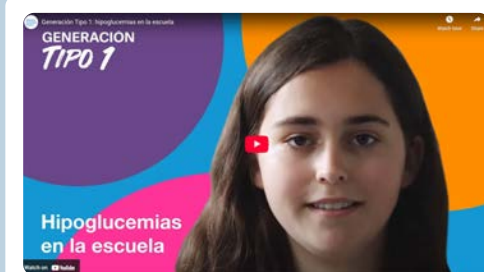 Generación Tipo 1: hipoglucemias en la escuela
Watch later
Share
GENERACIÓN
TIPO 1
Hipoglucemias
en la escuela
Watch on YouTube